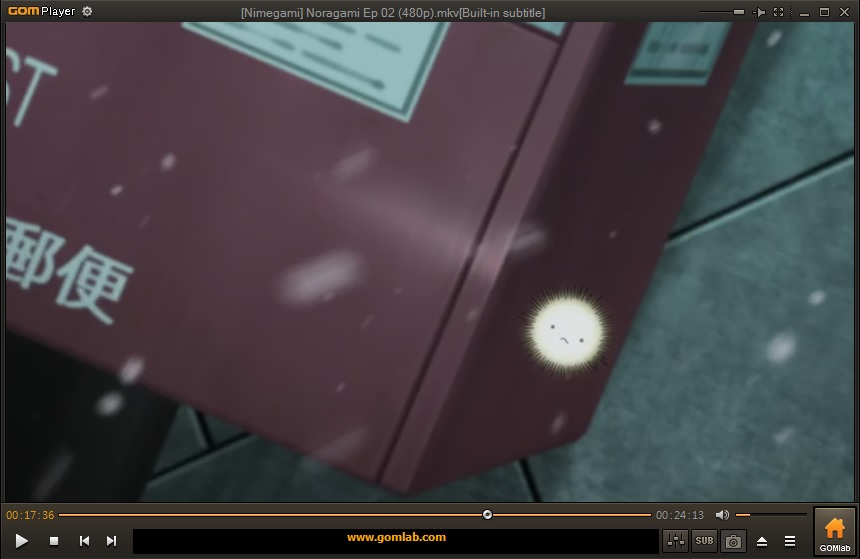 GOM Player
[Nimegami] Noragami Ep 02 (480p).mkv[Built-in subtitle]
ST
郵便
00:17:36
00:24:13
www.gomlab.com
SUB
GOMlab